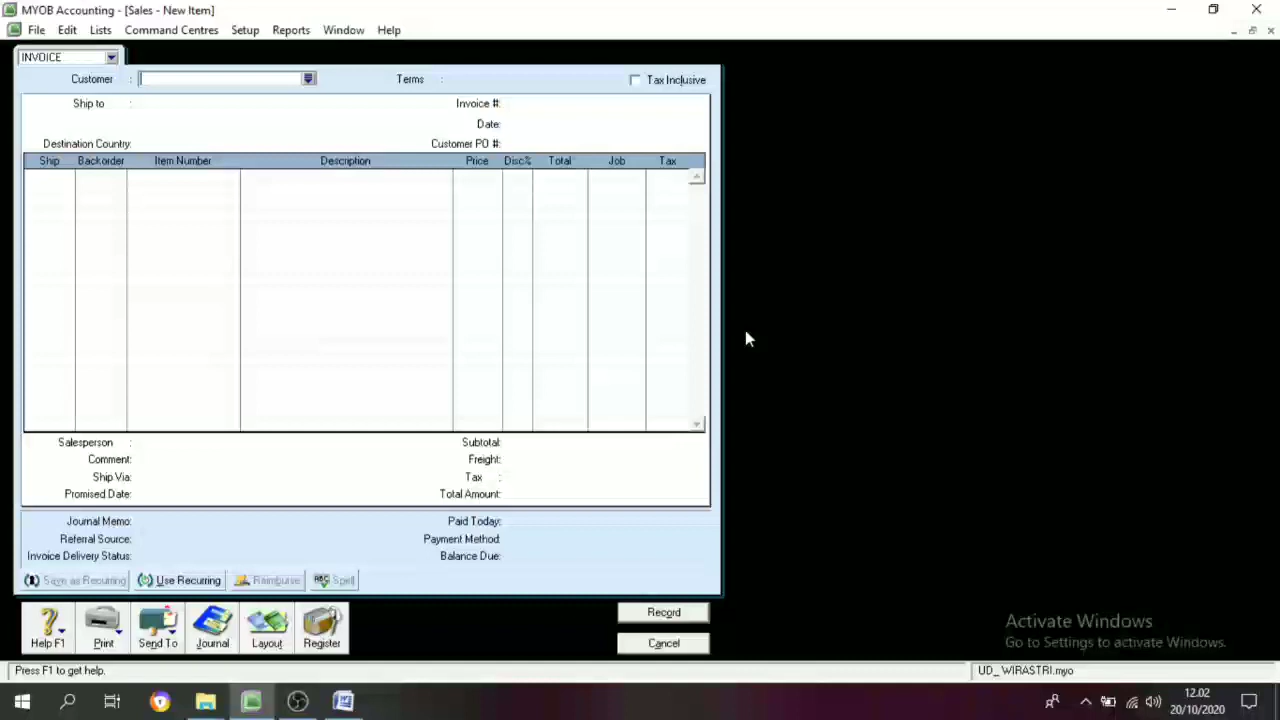 MYOB Accounting - [Sales - New Item]
File Edit Lists Command Centres Setup Reports Window Help
INVOICE
Customer : Terms : Tax Inclusive
Ship to : Invoice #:
Date:
Destination Country: Customer PO #:
Ship Backorder Item Number Description Price Disc% Total Job Tax
Salesperson : Subtotal:
Comment: Freight:
Ship Via: Tax :
Promised Date: Total Amount:
Journal Memo: Paid Today:
Referral Source: Payment Method:
Invoice Delivery Status: Balance Due:
Save as Recurring Use Recurring Reimburse Spell
Help F1 Print Send To Journal Layout Register
Record
Cancel
Activate Windows
Go to Settings to activate Windows.
Press F1 to get help. UD_ WIRASTRI.myo
12.02
20/10/2020